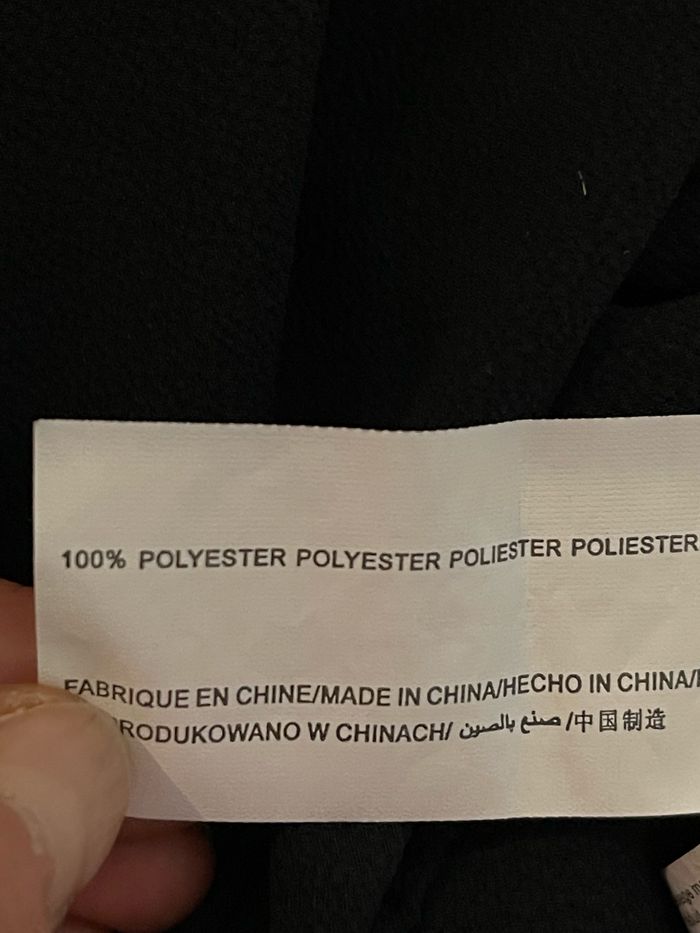 100% POLYESTER POLYESTER POLIESTER POLIESTER
FABRIQUE EN CHINE/MADE IN CHINA/HECHO IN CHINA/
PRODUKOWANO W CHINACH/ صنع بالصين /中国制造